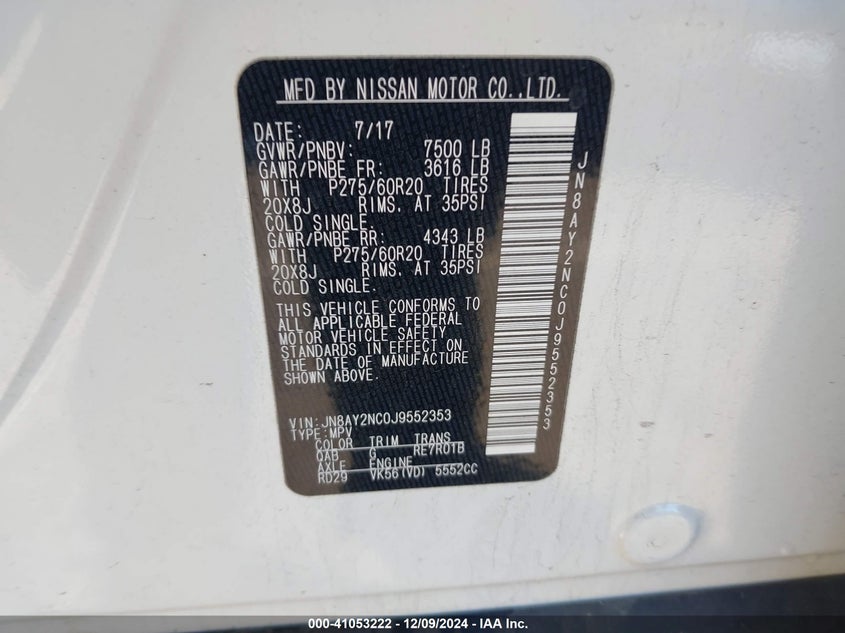 MFD BY NISSAN MOTOR CO.,LTD.
DATE: 7/17
GVWR/PNBV: 7500 LB
GAWR/PNBE FR: 3616 LB
WITH P275/60R20 TIRES
20X8J RIMS. AT 35PSI
COLD SINGLE.
GAWR/PNBE RR: 4343 LB
WITH P275/60R20 TIRES
20X8J RIMS. AT 35PSI
COLD SINGLE.
THIS VEHICLE CONFORMS TO
ALL APPLICABLE FEDERAL
MOTOR VEHICLE SAFETY
STANDARDS IN EFFECT ON
THE DATE OF MANUFACTURE
SHOWN ABOVE.
VIN: JN8AY2NC0J9552353
TYPE: MPV
COLOR TRIM TRANS
QAB G RE7R01B
AXLE ENGINE
RD29 VK56(VD) 5552CC
JN8AY2NC0J9552353
000-41053222 - 12/09/2024 - IAA Inc.